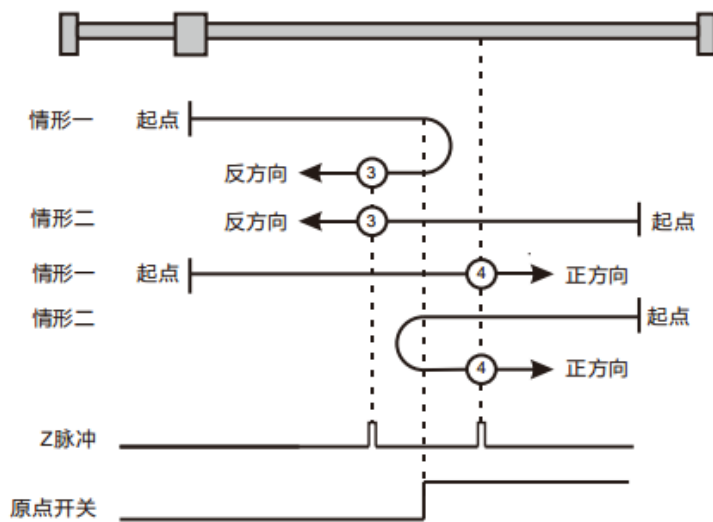 情形一 起点
反方向 3
情形二 反方向 3 起点
情形一 起点 4 正方向
情形二 起点
4 正方向
Z脉冲
原点开关